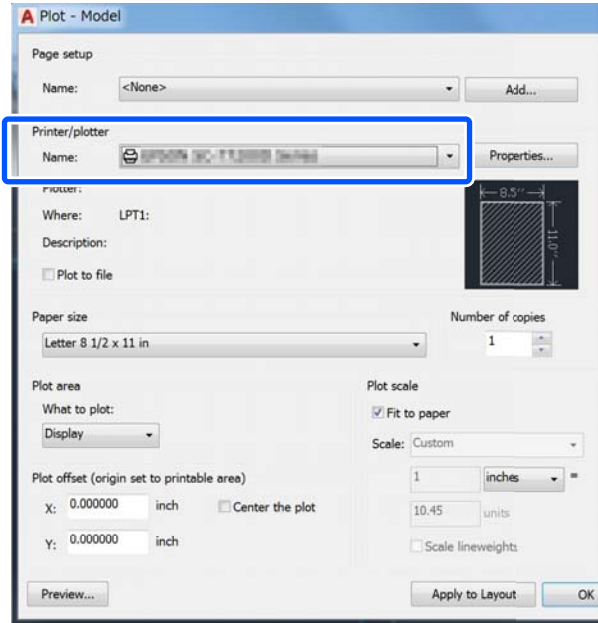 A Plot - Model
Page setup
Name: <None> Add...
Printer/plotter
Name: Properties...
Plotter:
Where: LPT1:
Description:
Plot to file
8.5''
11.0''
Paper size
Letter 8 1/2 x 11 in
Number of copies
1
Plot area
What to plot:
Display
Plot scale
Fit to paper
Scale: Custom
1 inches =
10.45 units
Scale lineweights
Plot offset (origin set to printable area)
X: 0.000000 inch Center the plot
Y: 0.000000 inch
Preview... Apply to Layout OK